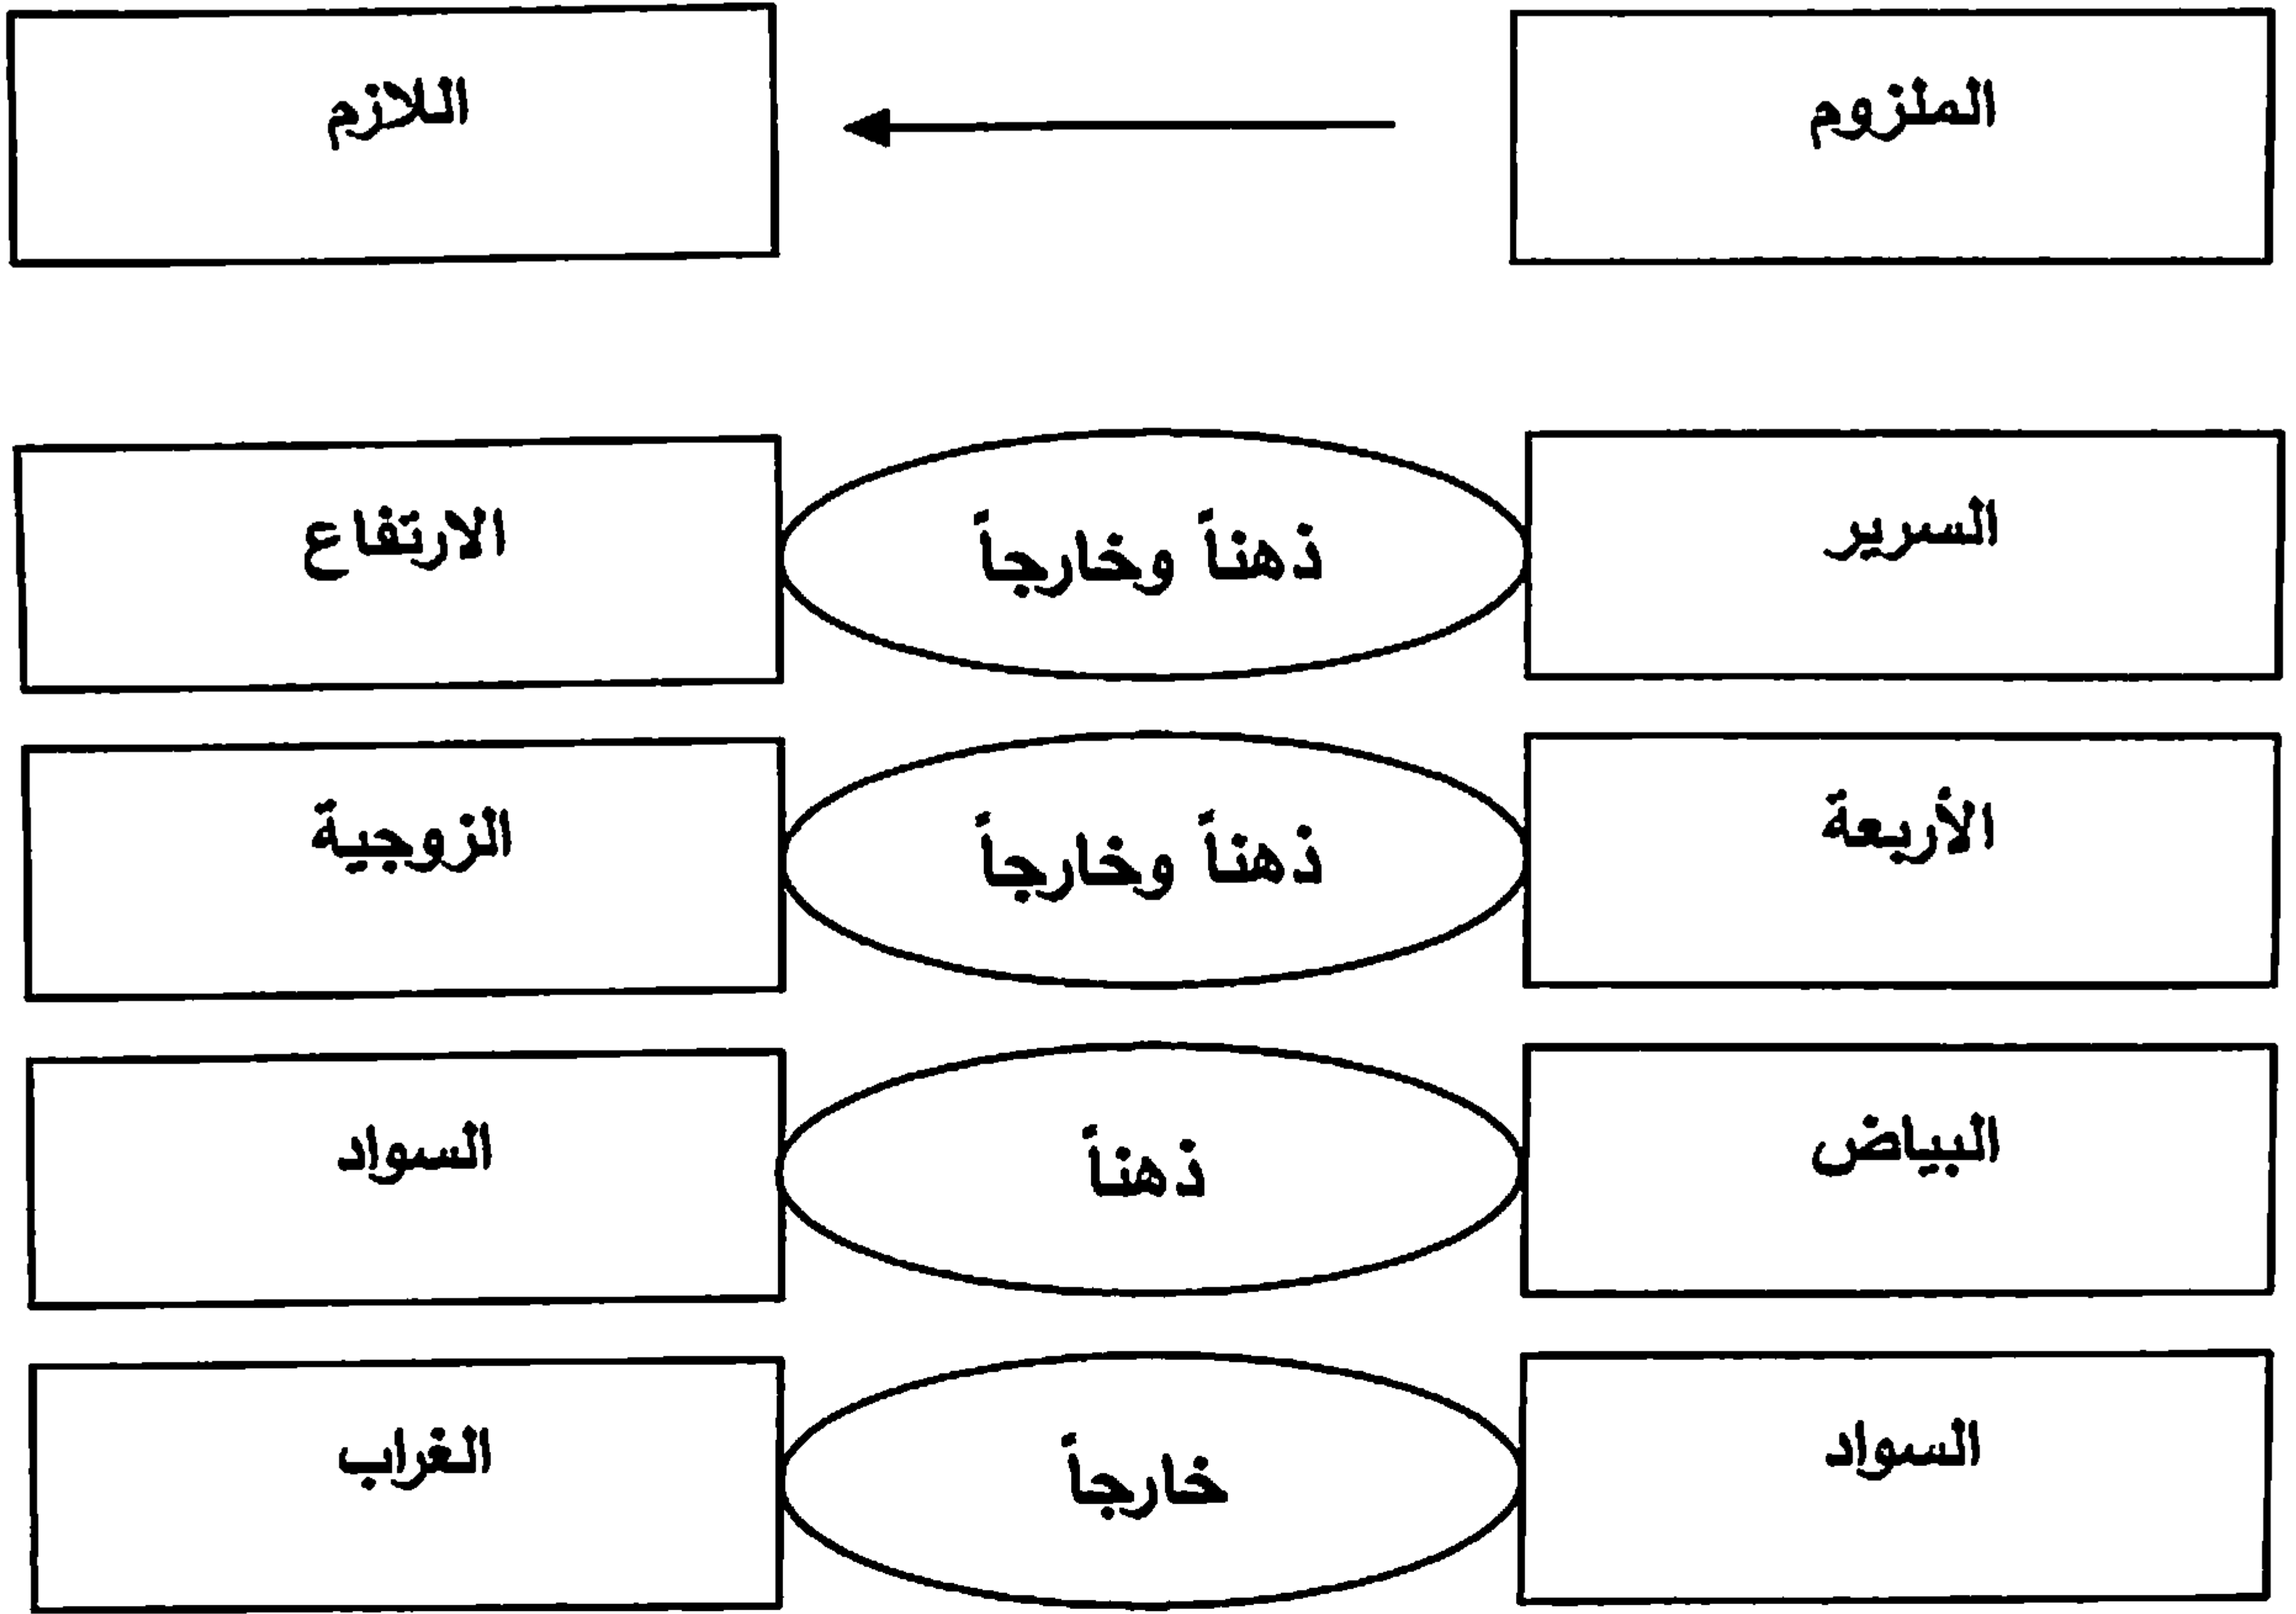 الملزوم اللازم
السرير ذهناً وخارجاً الارتفاع
الأربعة ذهناً وخارجاً الزوجية
البياض ذهناً السواد
السواد خارجاً الغراب